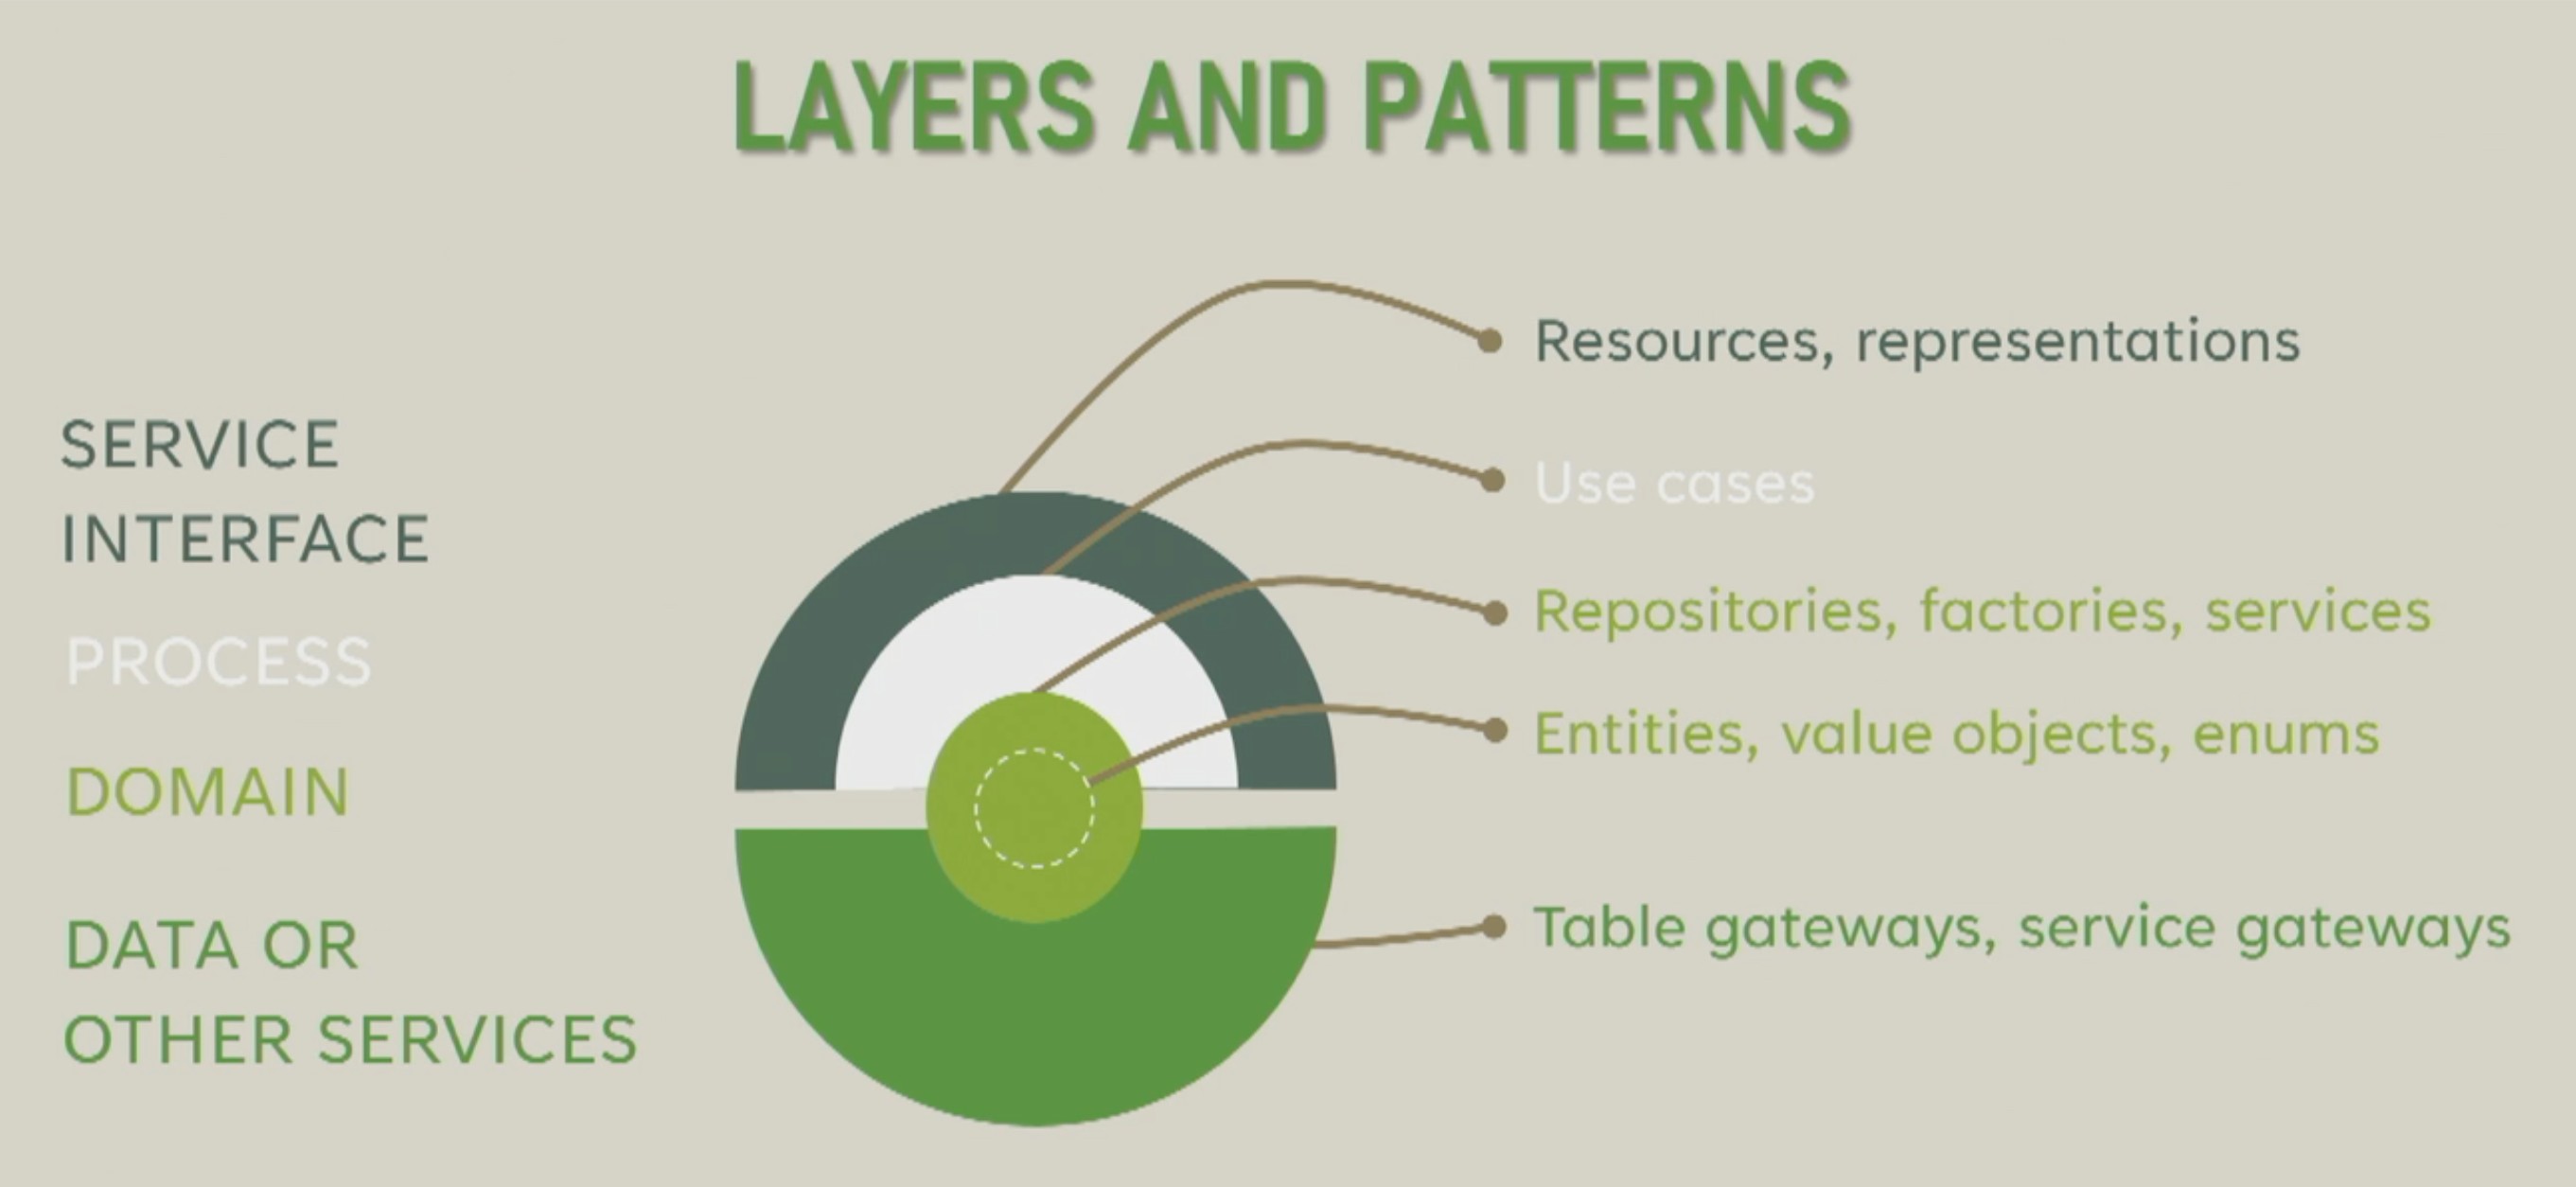 LAYERS AND PATTERNS
SERVICE
INTERFACE
PROCESS
DOMAIN
DATA OR
OTHER SERVICES
Resources, representations
Use cases
Repositories, factories, services
Entities, value objects, enums
Table gateways, service gateways